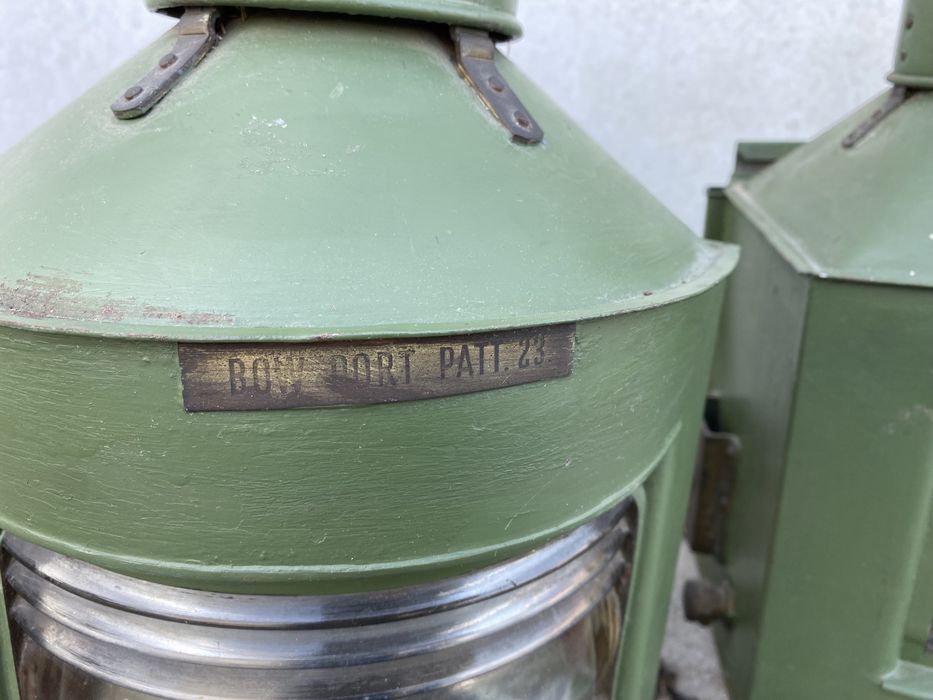 BOW PORT PATT. 23.